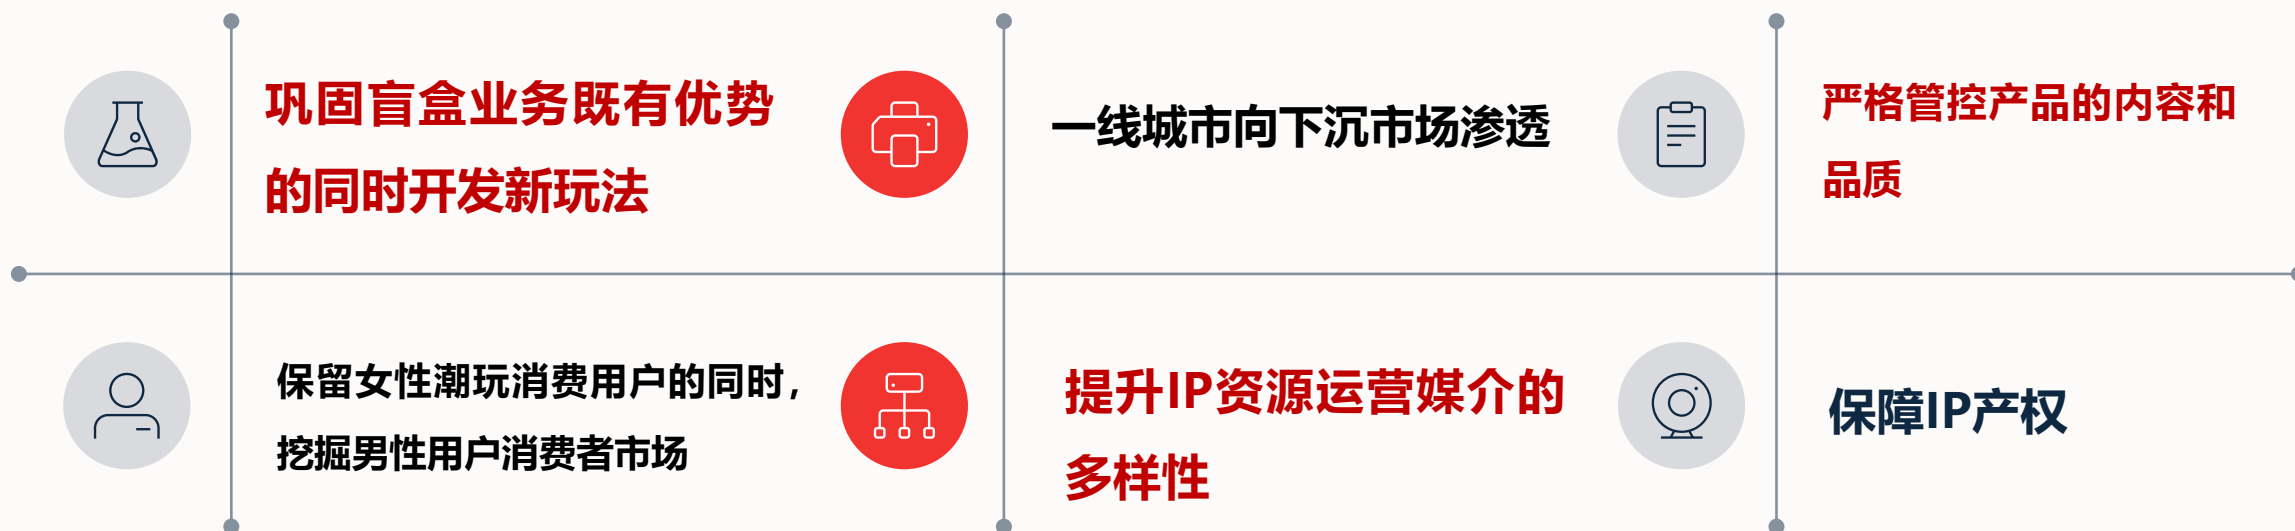 巩固盲盒业务既有优势
的同时开发新玩法
一线城市向下沉市场渗透
严格管控产品的内容和
品质
保留女性潮玩消费用户的同时，
挖掘男性用户消费者市场
提升IP资源运营媒介的
多样性
保障IP产权